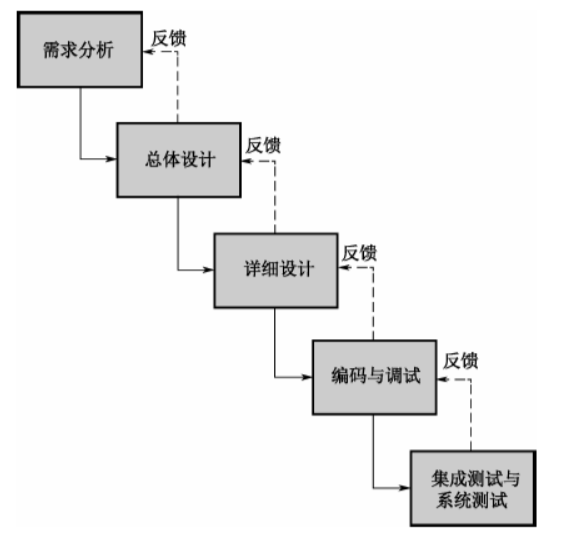 需求分析
反馈
总体设计
反馈
详细设计
反馈
编码与调试
反馈
集成测试与
系统测试